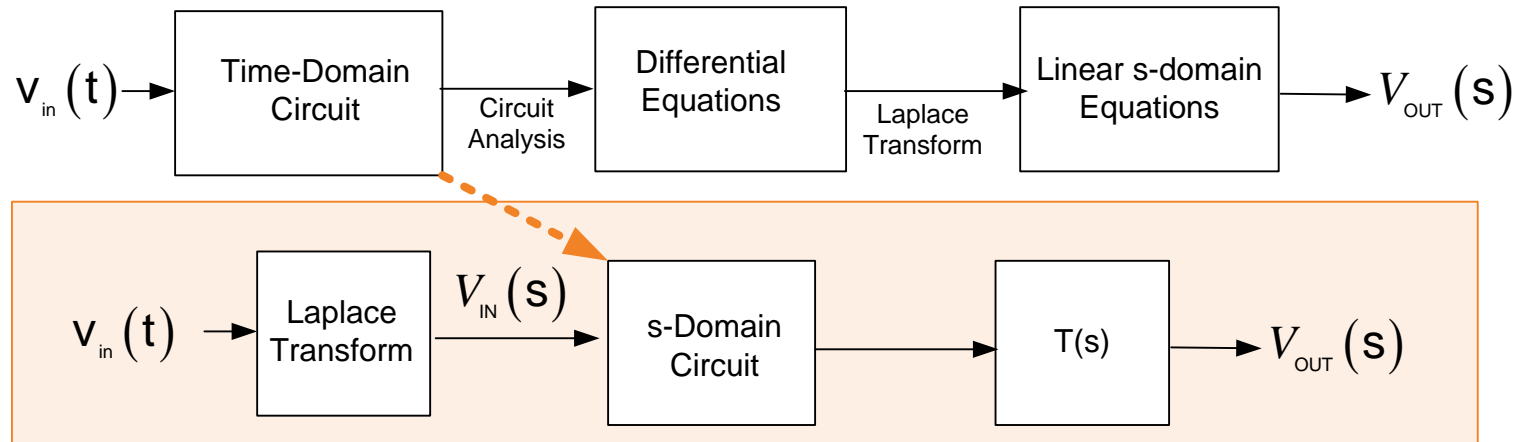 v_in (t)
Time-Domain
Circuit
Circuit
Analysis
Differential
Equations
Laplace
Transform
Linear s-domain
Equations
V_OUT (s)
v_in (t)
Laplace
Transform
V_IN (s)
s-Domain
Circuit
T(s)
V_OUT (s)